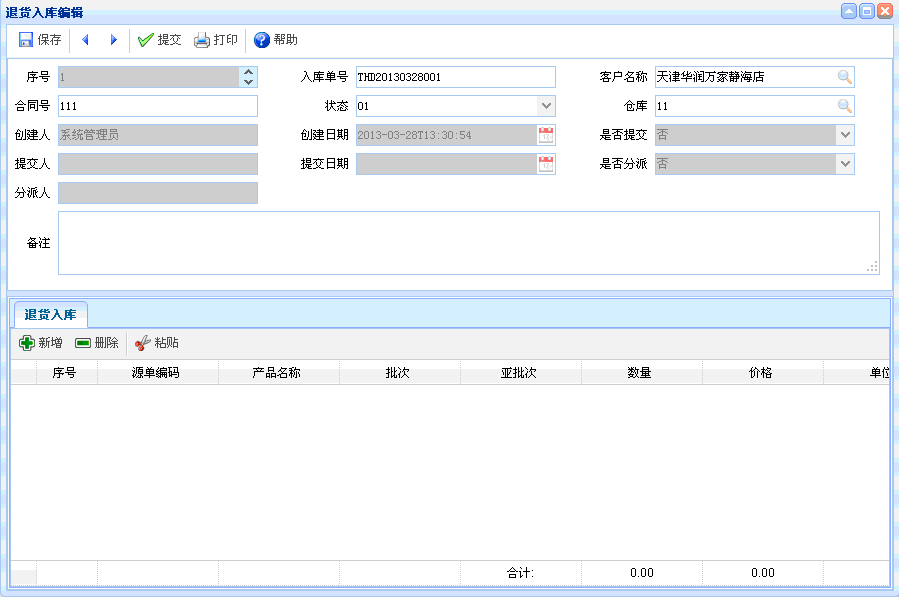 退货入库编辑
保存 提交 打印 帮助
序号 1 入库单号 THD20130328001 客户名称 天津华润万家静海店
合同号 111 状态 01 仓库 11
创建人 系统管理员 创建日期 2013-03-28T13:30:54 是否提交 否
提交人 提交日期 是否分派 否
分派人
备注
退货入库
新增 删除 粘贴
序号 源单编码 产品名称 批次 亚批次 数量 价格 单位
合计: 0.00 0.00